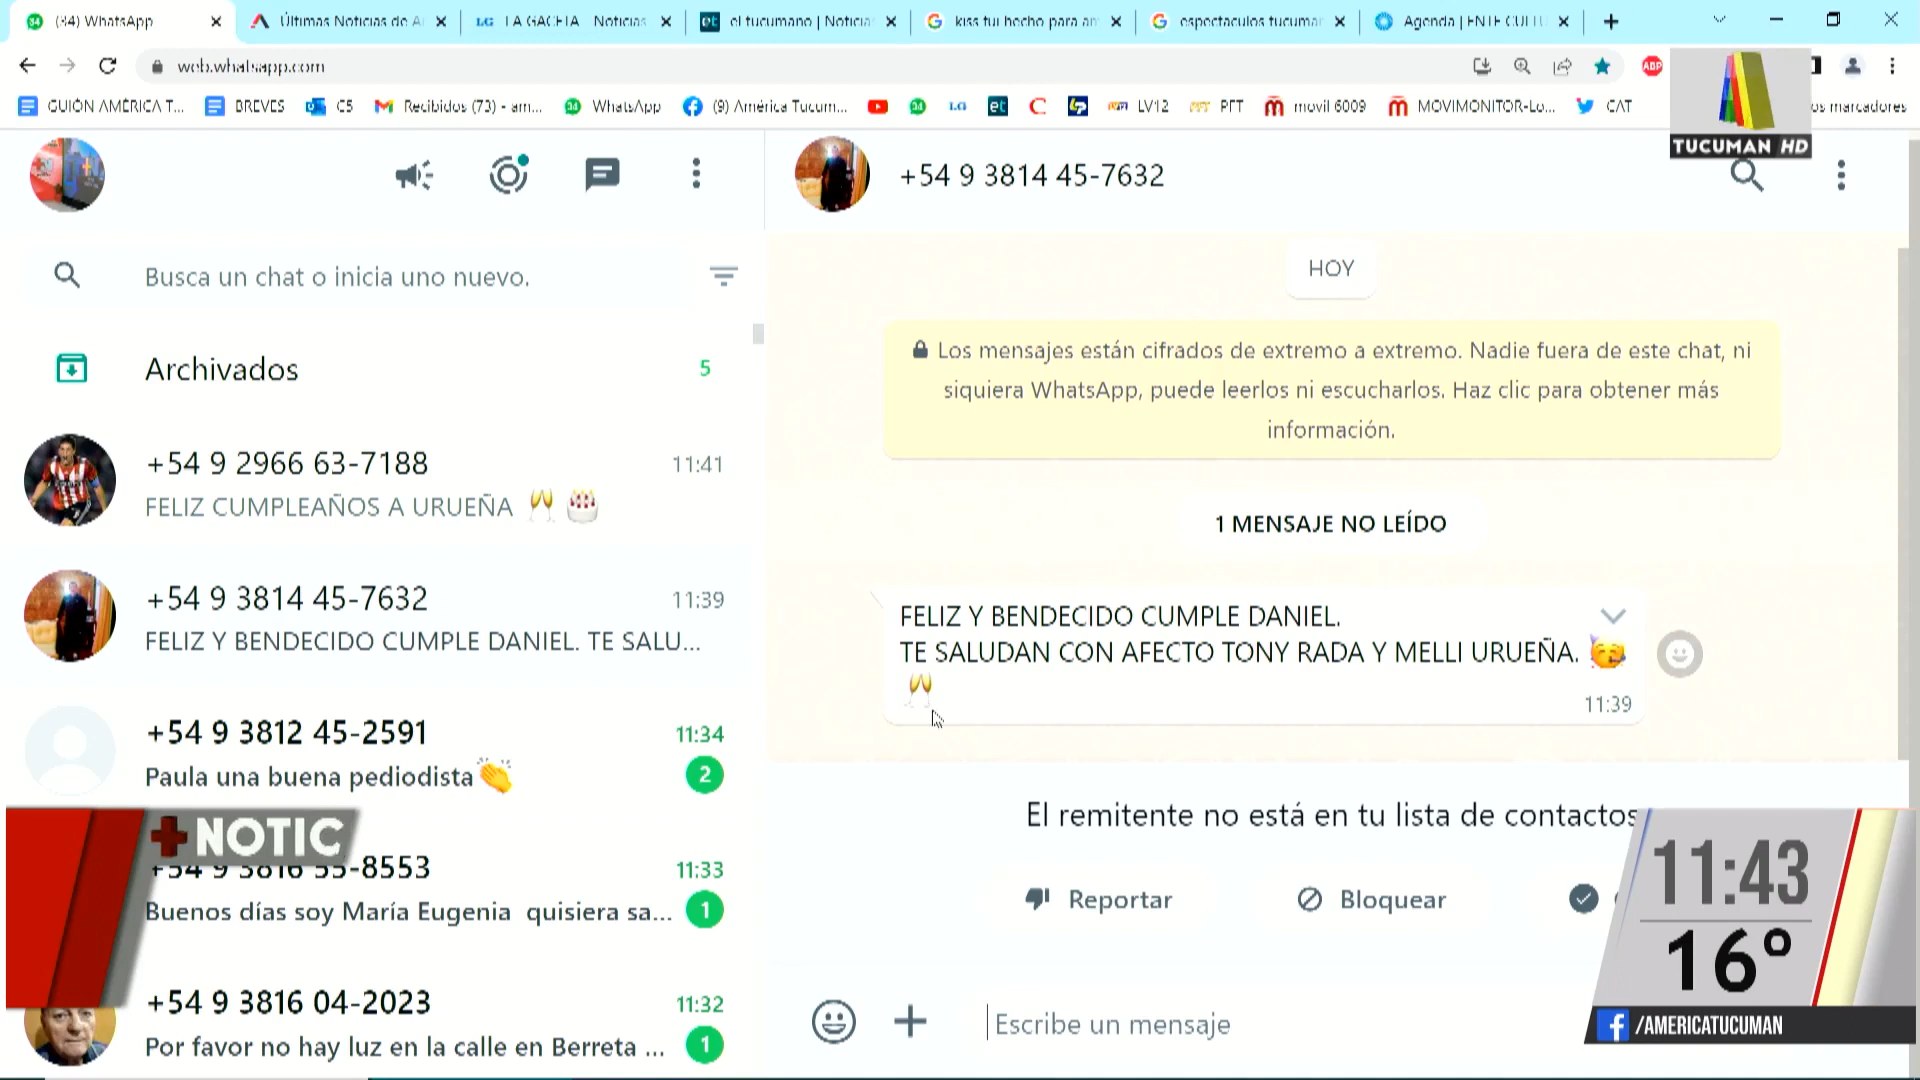 (34) WhatsApp
Últimas Noticias de A
LA GACETA Noticias
el tucumano | Noticias
kiss fui hecho para am
espectaculos tucuman
Agenda | ENTE CULTU
web.whatsapp.com
GUIÓN AMÉRICA T...
BREVES
C5
Recibidos (73) - am...
WhatsApp
(9) América Tucum...
LG
et
LV12
PFT
movil 6009
MOVIMONITOR-Lo...
CAT
os marcadores
ABP
TUCUMAN HD
+54 9 3814 45-7632
Busca un chat o inicia uno nuevo.
Archivados
5
+54 9 2966 63-7188
11:41
FELIZ CUMPLEAÑOS A URUEÑA 🥂 🎂
+54 9 3814 45-7632
11:39
FELIZ Y BENDECIDO CUMPLE DANIEL. TE SALU...
+54 9 3812 45-2591
11:34
Paula una buena pediodista👏
2
+54 9 3816 55-8553
11:33
Buenos días soy María Eugenia quisiera sa...
1
+54 9 3816 04-2023
11:32
Por favor no hay luz en la calle en Berreta ...
1
HOY
Los mensajes están cifrados de extremo a extremo. Nadie fuera de este chat, ni
siquiera WhatsApp, puede leerlos ni escucharlos. Haz clic para obtener más
información.
1 MENSAJE NO LEÍDO
FELIZ Y BENDECIDO CUMPLE DANIEL.
TE SALUDAN CON AFECTO TONY RADA Y MELLI URUEÑA. 🥳
🥂
11:39
El remitente no está en tu lista de contactos
Reportar
Bloquear
Escribe un mensaje
+NOTIC
11:43
16°
/AMERICATUCUMAN